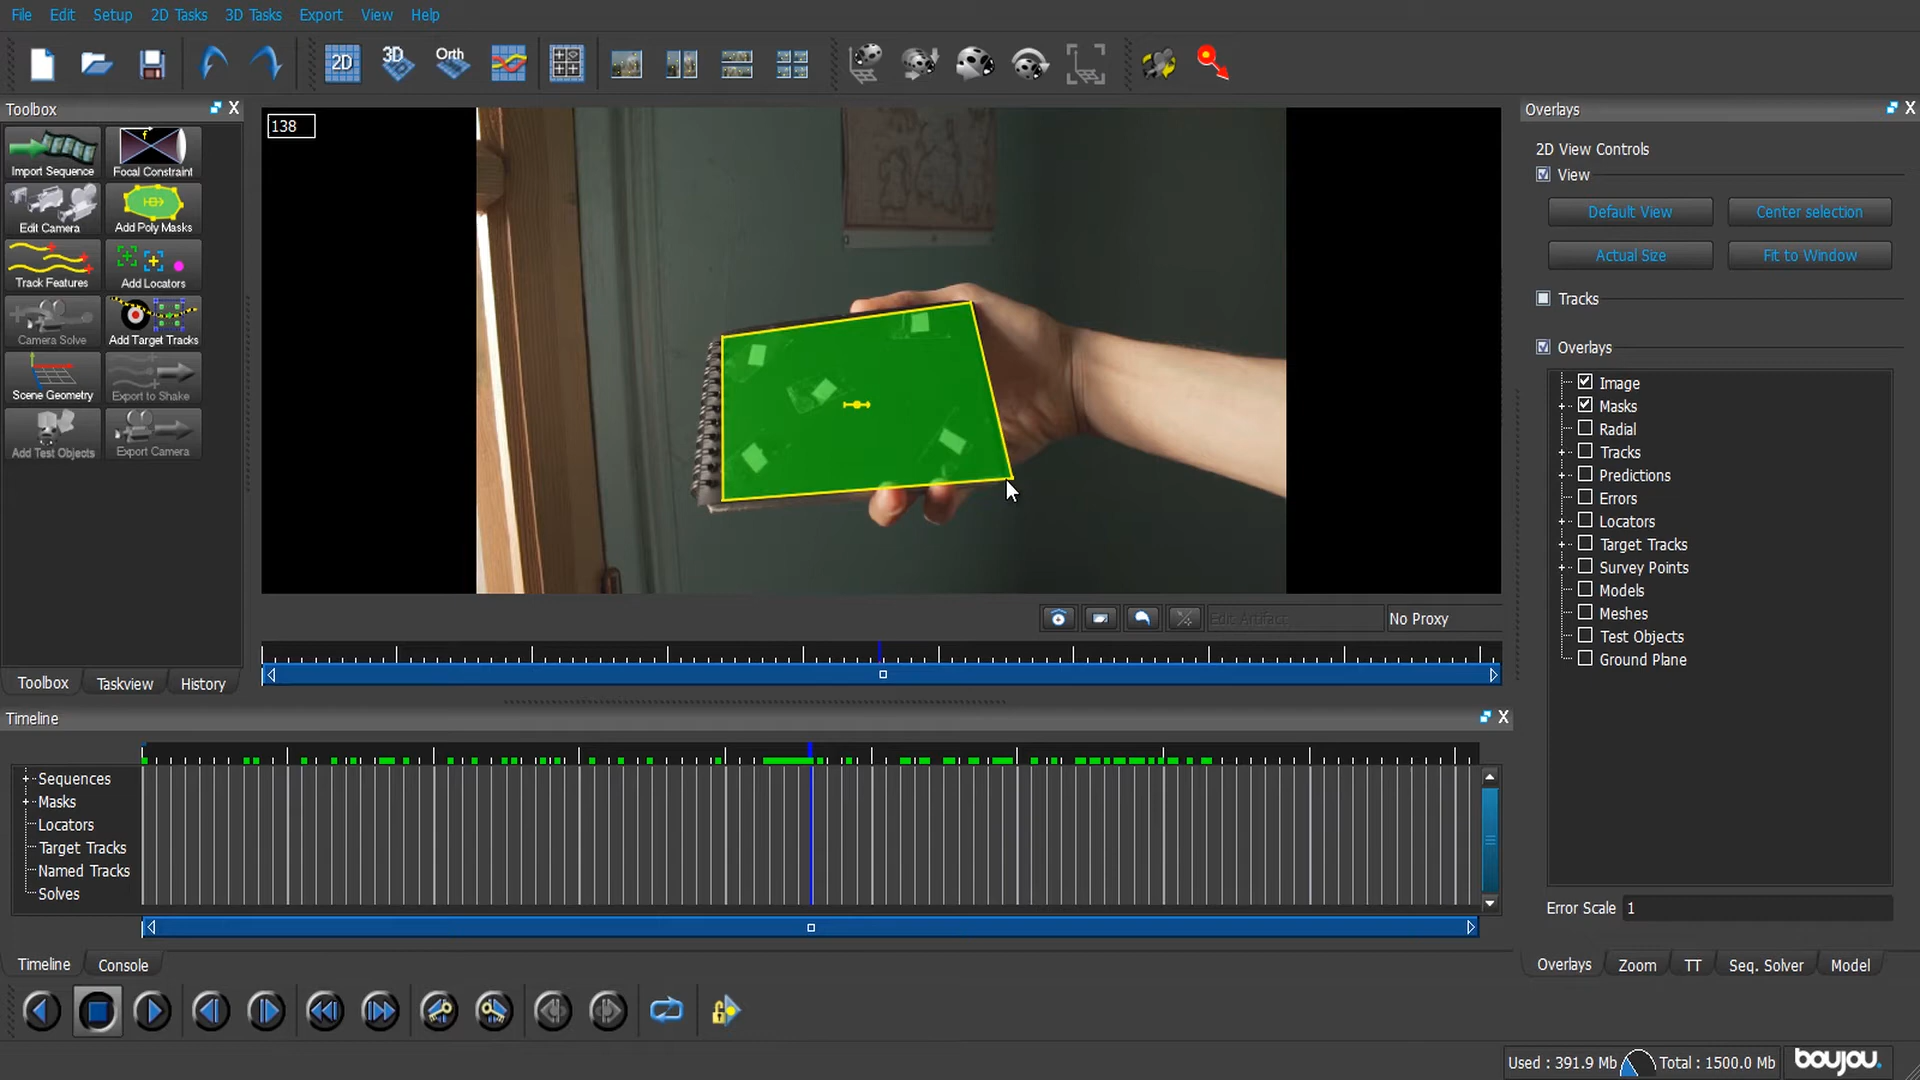 File Edit Setup 2D Tasks 3D Tasks Export View Help
2D 3D Orth
Toolbox
Import Sequence Focal Constraint
Edit Camera Add Poly Masks
Track Features Add Locators
Camera Solve Add Target Tracks
Scene Geometry Export to Shake
Add Test Objects Export Camera
Toolbox Taskview History
138
Edit Artifact No Proxy
Timeline
Sequences
Masks
Locators
Target Tracks
Named Tracks
Solves
Timeline Console
Overlays
2D View Controls
View
Default View Center selection
Actual Size Fit to Window
Tracks
Overlays
Image
Masks
Radial
Tracks
Predictions
Errors
Locators
Target Tracks
Survey Points
Models
Meshes
Test Objects
Ground Plane
Error Scale 1
Overlays Zoom TT Seq. Solver Model
Used : 391.9 Mb Total : 1500.0 Mb boujou.